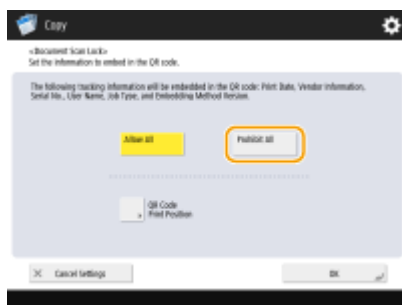 Copy
<Document Scan Lock>
Set the information to embed in the QR code.
The following tracking information will be embedded in the QR code: Print Date, Vendor Information,
Serial No., User Name, Job Type, and Embedding Method Version.
Allow All
Prohibit All
QR Code
Print Position
Cancel Settings
OK